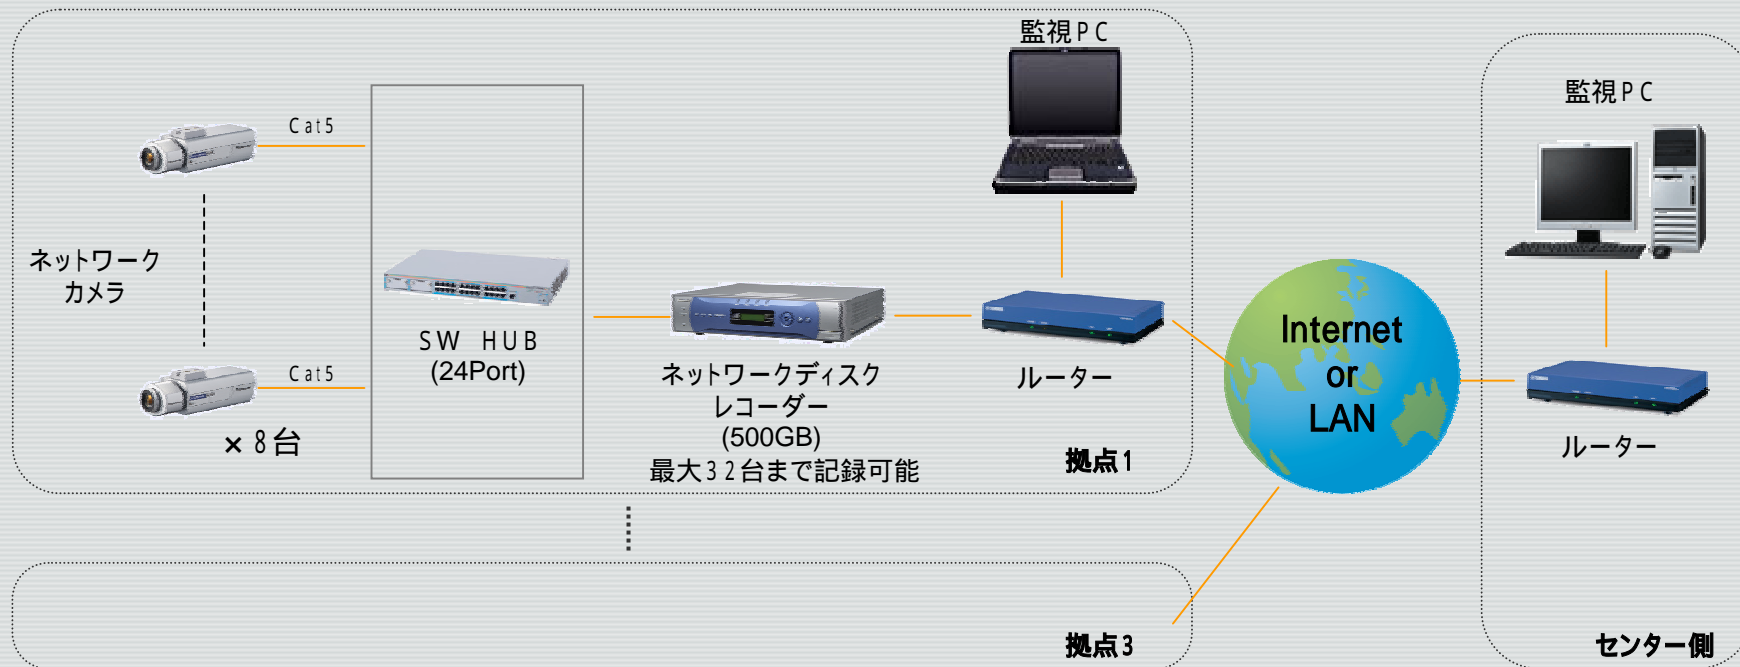 監視PC
Cat5
ネットワーク
カメラ
Cat5
×8台
SW HUB
(24Port)
ネットワークディスク
レコーダー
(500GB)
最大32台まで記録可能
ルーター
拠点1
Internet
or
LAN
監視PC
ルーター
拠点3
センター側